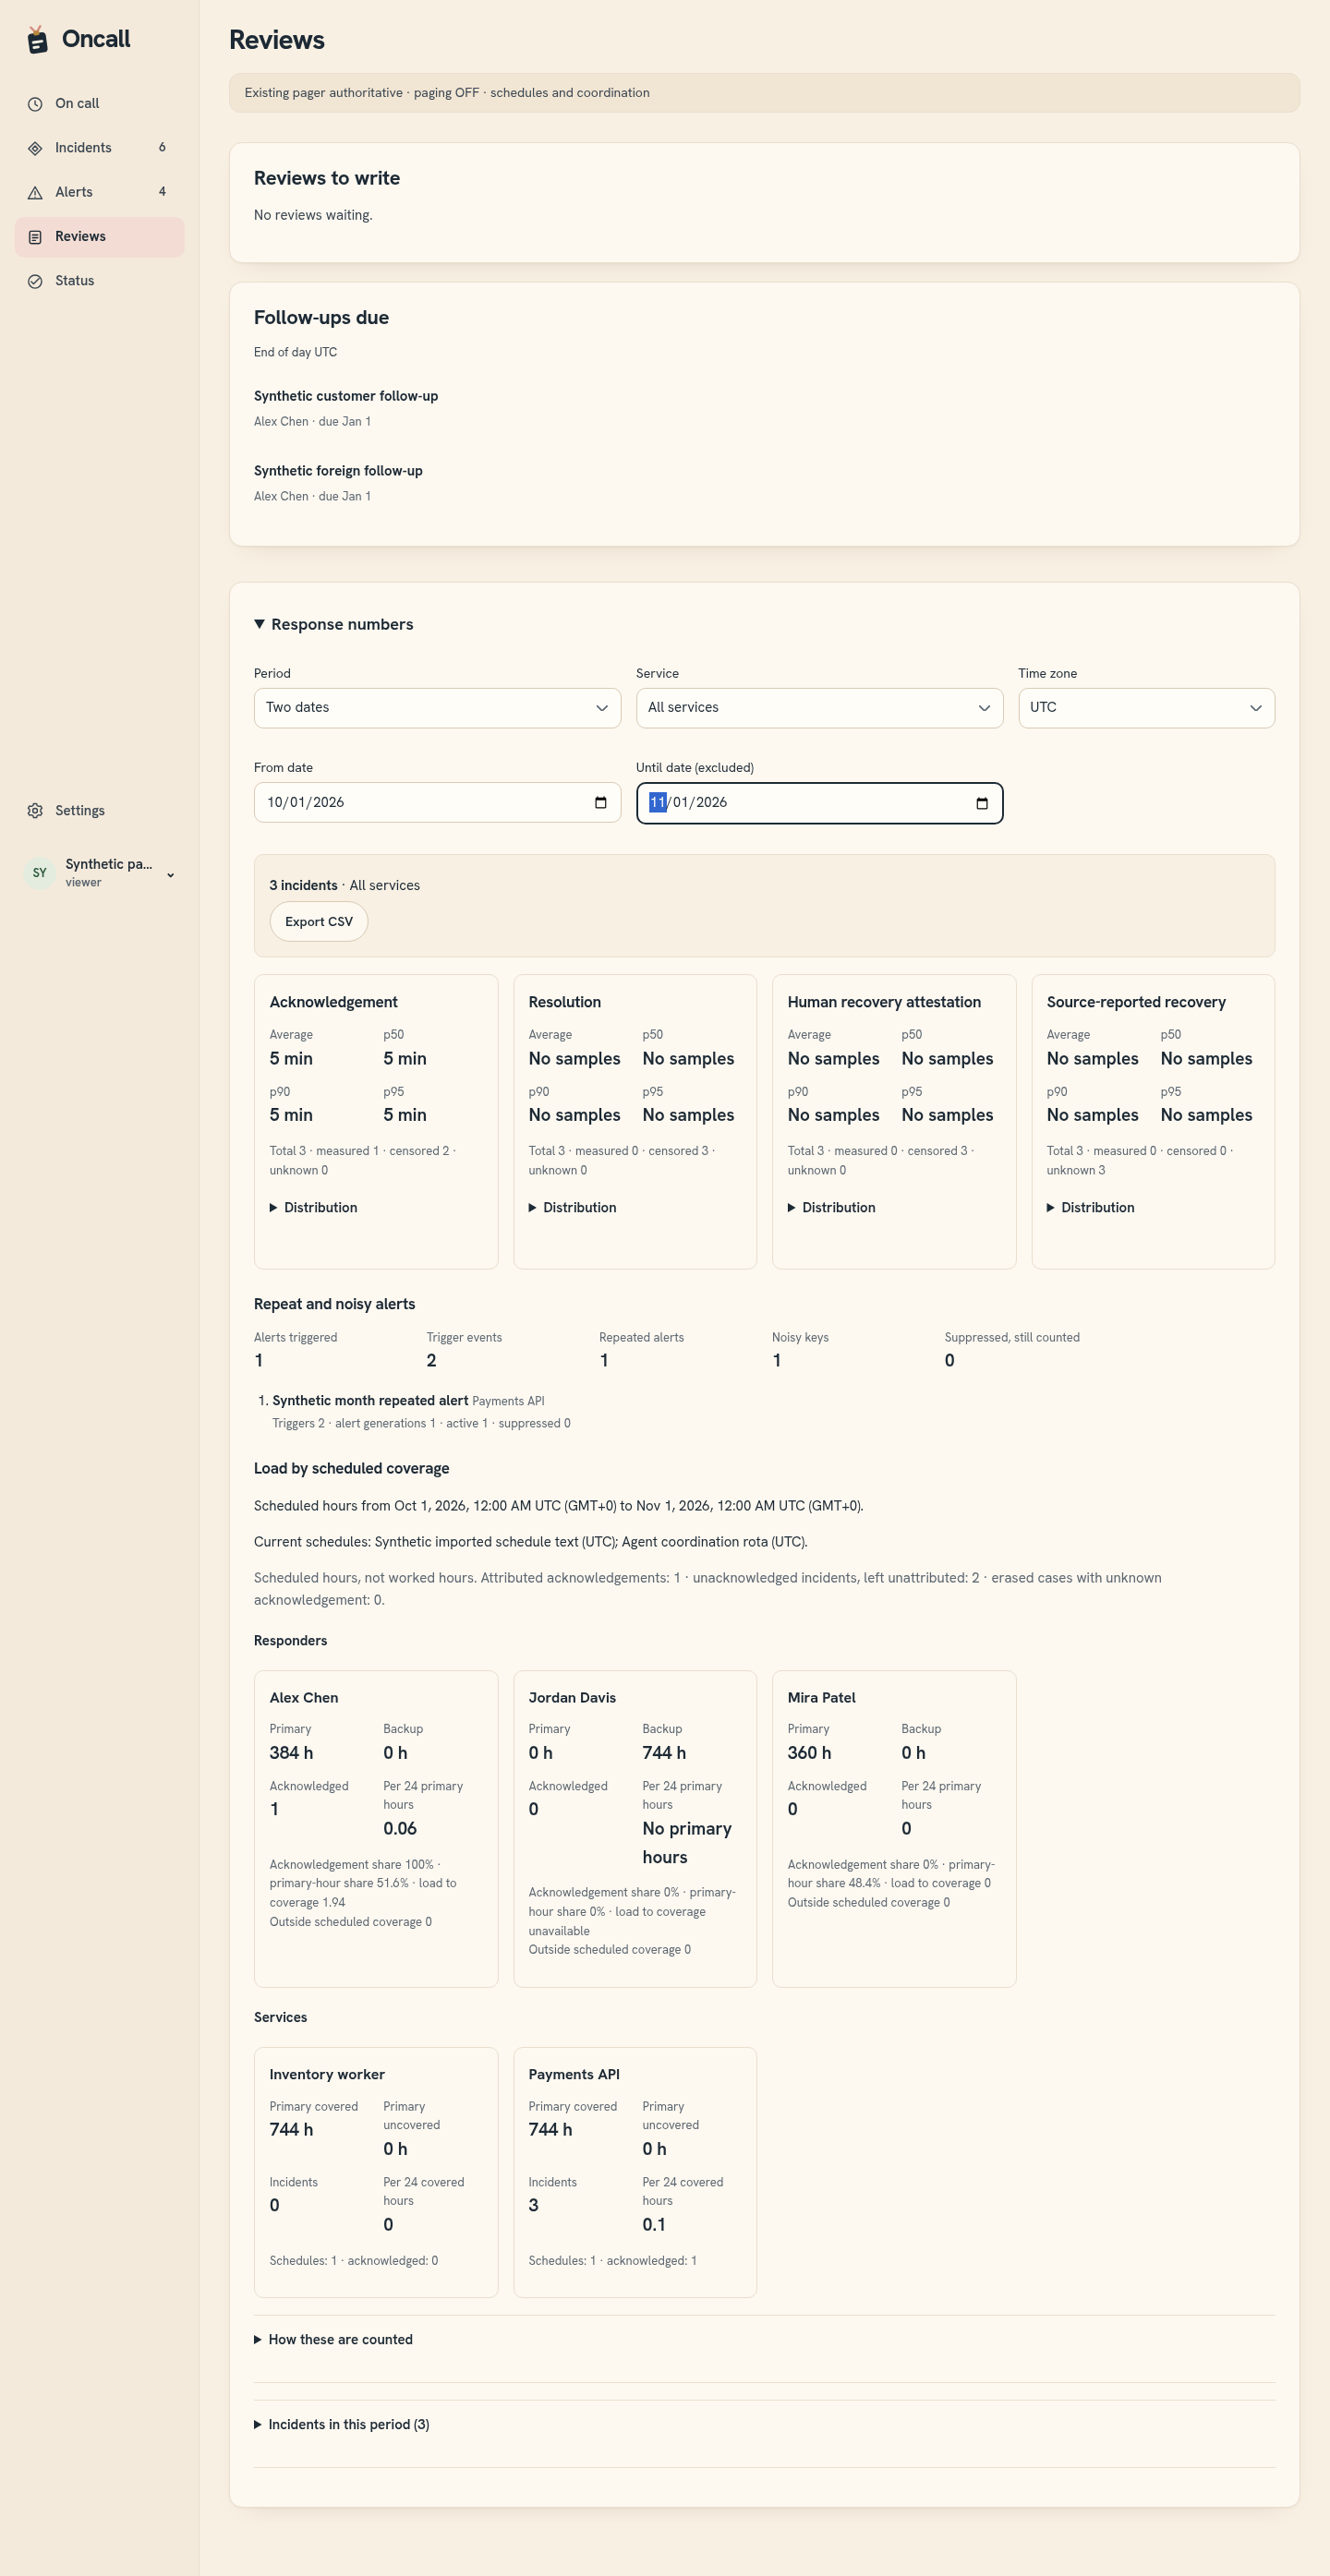 Oncall
On call
Incidents 6
Alerts 4
Reviews
Status
Settings
SY
Synthetic pa...
viewer
Reviews
Existing pager authoritative · paging OFF · schedules and coordination
Reviews to write
No reviews waiting.
Follow-ups due
End of day UTC
Synthetic customer follow-up
Alex Chen · due Jan 1
Synthetic foreign follow-up
Alex Chen · due Jan 1
Response numbers
Period Service Time zone
Two dates All services UTC
From date Until date (excluded)
10/01/2026 11/01/2026
3 incidents · All services
Export CSV
Acknowledgement
Average p50
5 min 5 min
p90 p95
5 min 5 min
Total 3 · measured 1 · censored 2 ·
unknown 0
Distribution
Resolution
Average p50
No samples No samples
p90 p95
No samples No samples
Total 3 · measured 0 · censored 3 ·
unknown 0
Distribution
Human recovery attestation
Average p50
No samples No samples
p90 p95
No samples No samples
Total 3 · measured 0 · censored 3 ·
unknown 0
Distribution
Source-reported recovery
Average p50
No samples No samples
p90 p95
No samples No samples
Total 3 · measured 0 · censored 0 ·
unknown 3
Distribution
Repeat and noisy alerts
Alerts triggered Trigger events Repeated alerts Noisy keys Suppressed, still counted
1 2 1 1 0
1. Synthetic month repeated alert Payments API
Triggers 2 · alert generations 1 · active 1 · suppressed 0
Load by scheduled coverage
Scheduled hours from Oct 1, 2026, 12:00 AM UTC (GMT+0) to Nov 1, 2026, 12:00 AM UTC (GMT+0).
Current schedules: Synthetic imported schedule text (UTC); Agent coordination rota (UTC).
Scheduled hours, not worked hours. Attributed acknowledgements: 1 · unacknowledged incidents, left unattributed: 2 · erased cases with unknown
acknowledgement: 0.
Responders
Alex Chen
Primary Backup
384 h 0 h
Acknowledged Per 24 primary
hours
1 0.06
Acknowledgement share 100% ·
primary-hour share 51.6% · load to
coverage 1.94
Outside scheduled coverage 0
Jordan Davis
Primary Backup
0 h 744 h
Acknowledged Per 24 primary
hours
0 No primary
hours
Acknowledgement share 0% · primary-
hour share 0% · load to coverage
unavailable
Outside scheduled coverage 0
Mira Patel
Primary Backup
360 h 0 h
Acknowledged Per 24 primary
hours
0 0
Acknowledgement share 0% · primary-
hour share 48.4% · load to coverage 0
Outside scheduled coverage 0
Services
Inventory worker
Primary covered Primary
uncovered
744 h 0 h
Incidents Per 24 covered
hours
0 0
Schedules: 1 · acknowledged: 0
Payments API
Primary covered Primary
uncovered
744 h 0 h
Incidents Per 24 covered
hours
3 0.1
Schedules: 1 · acknowledged: 1
How these are counted
Incidents in this period (3)